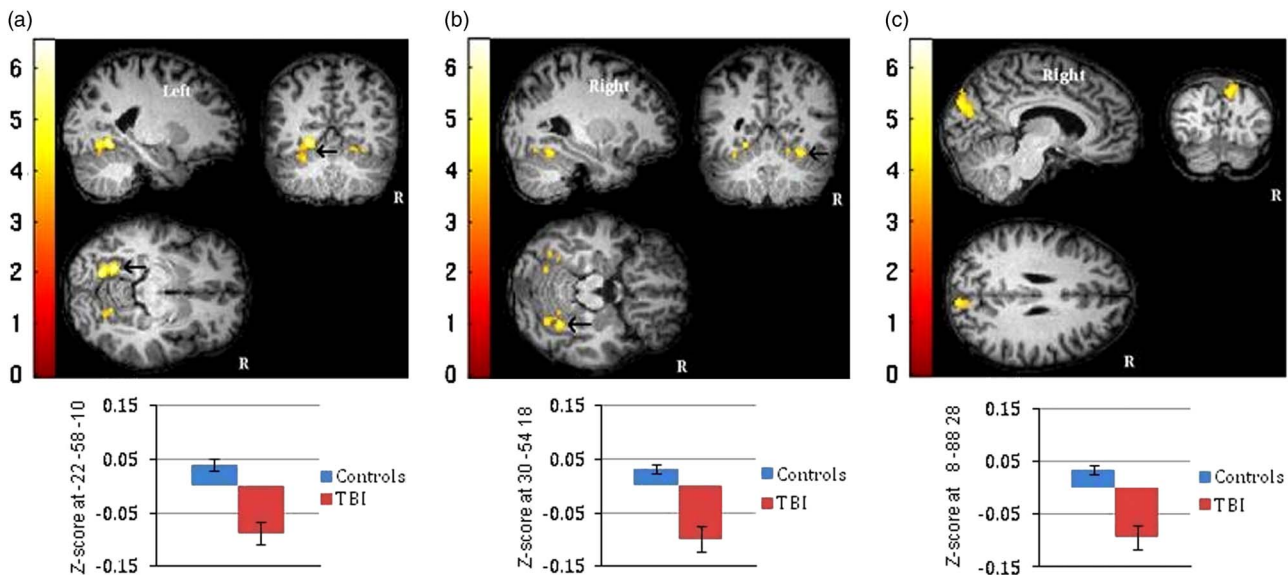 (a)
6
5
4
3
2
1
0
Left
R
R
0.15
0.05
-0.05
-0.15
Z-score at -22 -58 -10
Controls
TBI
(b)
6
5
4
3
2
1
0
Right
R
R
0.15
0.05
-0.05
-0.15
Z-score at 30 -54 18
Controls
TBI
(c)
6
5
4
3
2
1
0
Right
R
R
0.15
0.05
-0.05
-0.15
Z-score at 8 -88 28
Controls
TBI